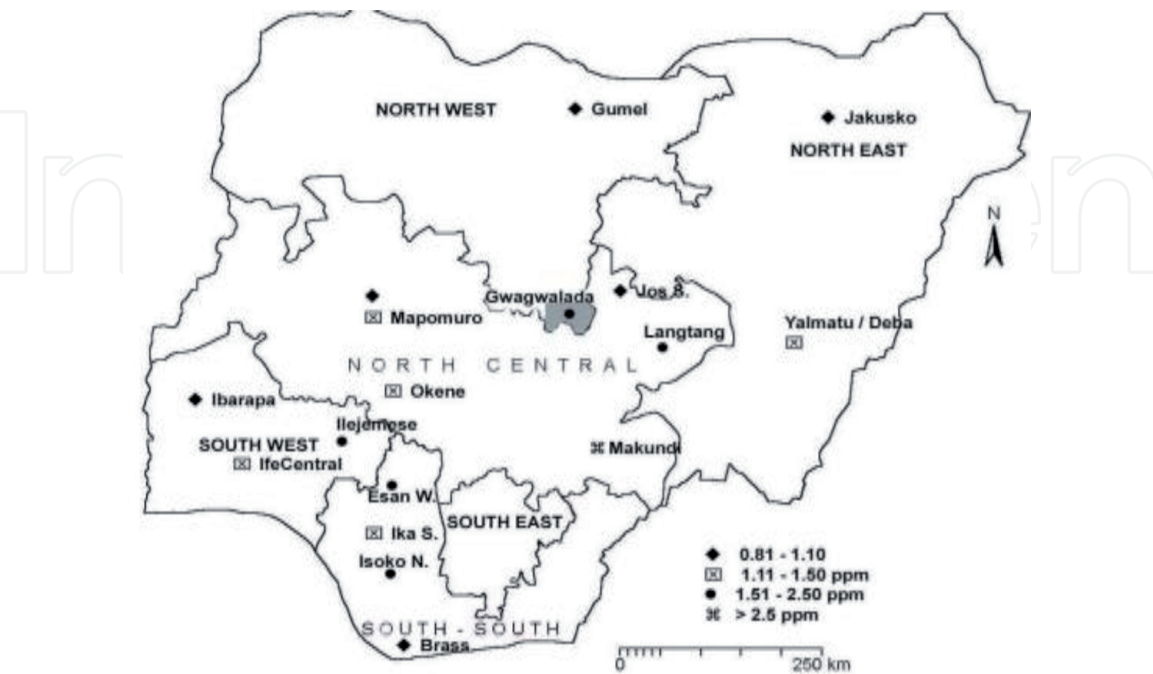 NORTH WEST
Gumel
Jakusko
NORTH EAST
N
Gwagwalada
Jos S.
Mapomuro
Yalmatu / Deba
Langtang
NORTH CENTRAL
Okene
Ibarapa
Ilejemese
SOUTH WEST
Makundi
IfeCentral
Esan W.
SOUTH EAST
Ika S.
Isoko N.
SOUTH - SOUTH
Brass
0.81 - 1.10
1.11 - 1.50 ppm
1.51 - 2.50 ppm
> 2.5 ppm
0 250 km